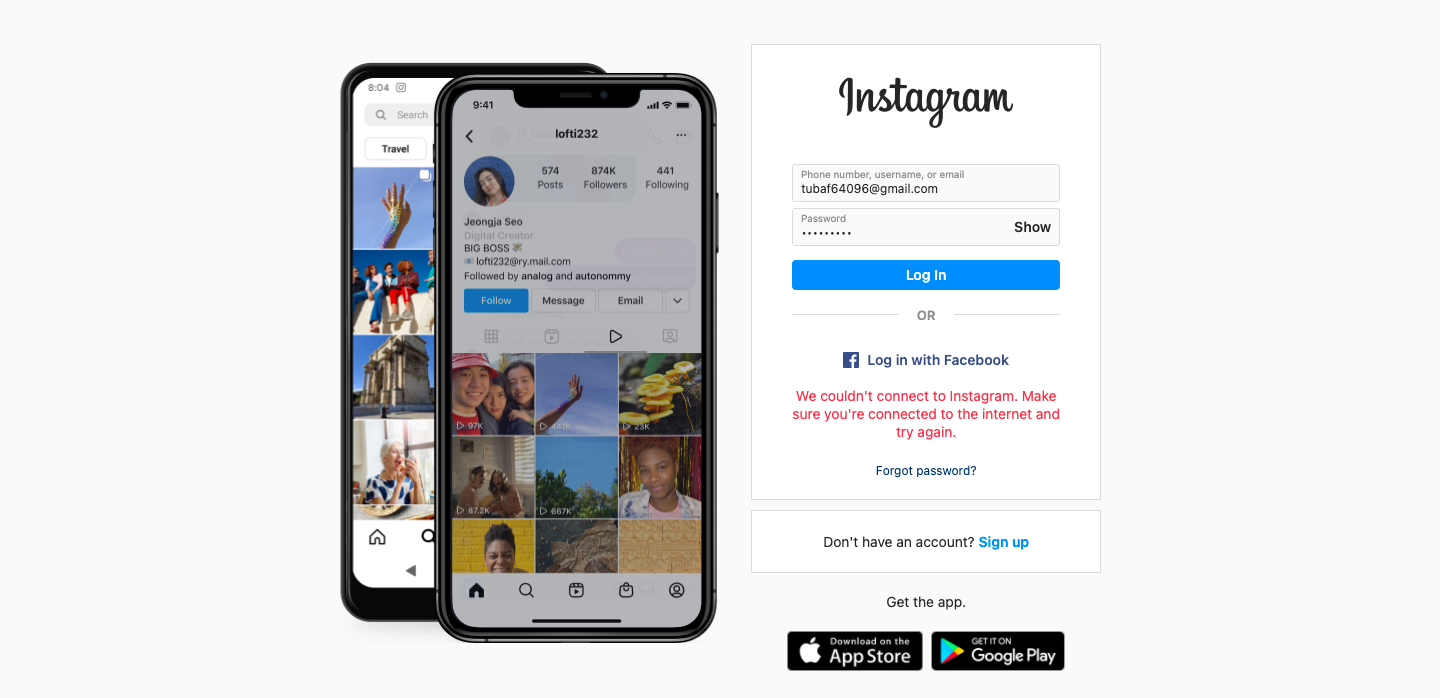 8:04
Search
Travel
9:41
lofti232
574
874K
441
Posts
Followers
Following
Jeongja Seo
Digital Creator
BIG BOSS
lofti232@ry.mail.com
Followed by analog and autonommy
Follow
Message
Email
97K
441K
23K
87.2K
667K
Instagram
Phone number, username, or email
tubaf64096@gmail.com
Password
•••••••••
Show
Log In
OR
Log in with Facebook
We couldn't connect to Instagram. Make
sure you're connected to the internet and
try again.
Forgot password?
Don't have an account? Sign up
Get the app.
Download on the
App Store
GET IT ON
Google Play